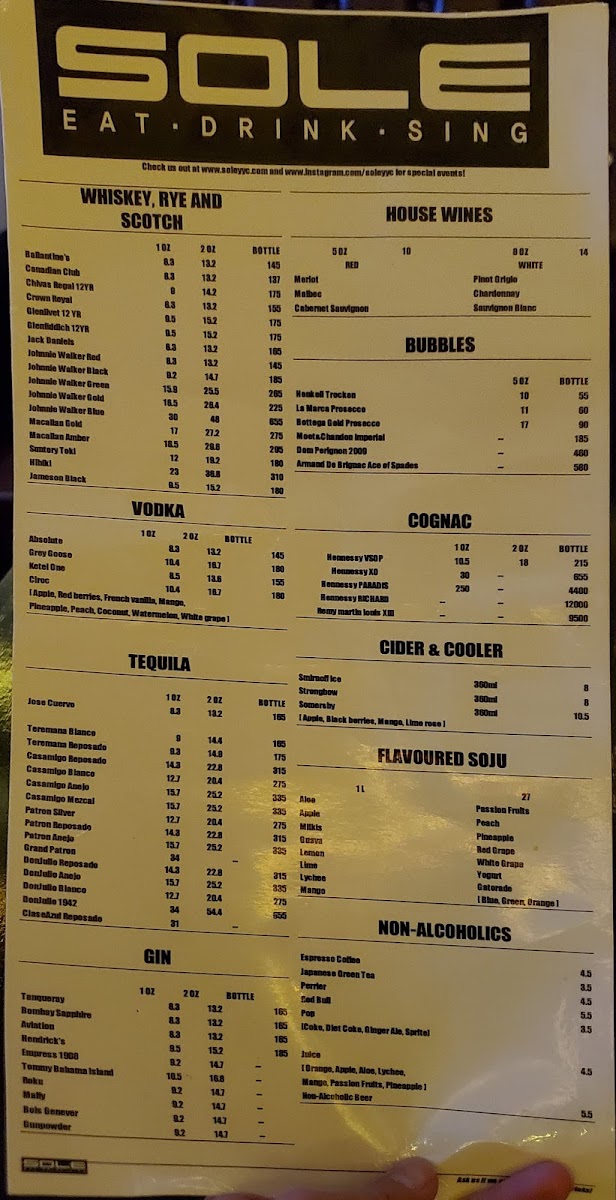 SOLE
EAT · DRINK · SING
Check us out at www.soleyyc.com and www.instagram.com/soleyyc for special events!
WHISKEY, RYE AND
SCOTCH
1 OZ 2 OZ BOTTLE
Ballantine's 8.3 13.2 145
Canadian Club 8.3 13.2 137
Chivas Regal 12YR 9 14.2 175
Crown Royal 8.3 13.2 155
Glenlivet 12 YR 9.5 15.2 175
Glenfiddich 12YR 9.5 15.2 175
Jack Daniels 8.3 13.2 165
Johnnie Walker Red 8.3 13.2 145
Johnnie Walker Black 9.2 14.7 185
Johnnie Walker Green 15.9 25.5 265
Johnnie Walker Gold 16.5 26.4 225
Johnnie Walker Blue 30 48 655
Macallan Gold 17 27.2 275
Macallan Amber 18.5 29.6 295
Suntory Toki 12 19.2 180
Hibiki 23 36.8 310
Jameson Black 9.5 15.2 180
VODKA
1 OZ 2 OZ BOTTLE
Absolute 8.3 13.2 145
Grey Goose 10.4 16.7 180
Ketel One 8.5 13.6 155
Ciroc 10.4 16.7 180
[ Apple, Red berries, French vanilla, Mango,
Pineapple, Peach, Coconut, Watermelon, White grape ]
TEQUILA
1 OZ 2 OZ BOTTLE
Jose Cuervo 8.3 13.2 165
Teremana Blanco 9 14.4 165
Teremana Reposado 9.3 14.9 175
Casamigo Reposado 14.3 22.8 315
Casamigo Blanco 12.7 20.4 275
Casamigo Anejo 15.7 25.2 335
Casamigo Mezcal 15.7 25.2 335
Patron Silver 12.7 20.4 275
Patron Reposado 14.3 22.8 315
Patron Anejo 15.7 25.2 335
Grand Patron 34 –
DonJulio Reposado 14.3 22.8 315
DonJulio Anejo 15.7 25.2 335
DonJulio Blanco 12.7 20.4 275
DonJulio 1942 34 54.4 655
ClaseAzul Reposado 31 –
GIN
1 OZ 2 OZ BOTTLE
Tanqueray 8.3 13.2 165
Bombay Sapphire 8.3 13.2 165
Aviation 8.3 13.2 165
Hendrick's 9.5 15.2 185
Empress 1908 9.2 14.7 –
Tommy Bahama Island 10.5 16.8 –
Roku 9.2 14.7 –
Malfy 9.2 14.7 –
Bols Genever 9.2 14.7 –
Gunpowder 9.2 14.7 –
SOLE
HOUSE WINES
5 OZ 10 8 OZ 14
RED WHITE
Merlot Pinot Grigio
Malbec Chardonnay
Cabernet Sauvignon Sauvignon Blanc
BUBBLES
5 OZ BOTTLE
Henkell Trocken 10 55
La Marca Prosecco 11 60
Bottega Gold Prosecco 17 90
Moet&Chandon Imperial – 185
Dom Perignon 2009 – 460
Armand De Brignac Ace of Spades – 560
COGNAC
1 OZ 2 OZ BOTTLE
Hennessy VSOP 10.5 18 215
Hennessy XO 30 – 655
Hennessy PARADIS 250 – 4400
Hennessy RICHARD – – 12000
Remy martin louis XIII – – 9500
CIDER & COOLER
Smirnoff Ice 360ml 8
Strongbow 360ml 8
Somersby 360ml 10.5
[ Apple, Black berries, Mango, Lime rose ]
FLAVOURED SOJU
1L 27
Aloe Passion Fruits
Apple Peach
Milkis Pineapple
Guava Red Grape
Lemon White Grape
Lime Yogurt
Lychee Gatorade
Mango [ Blue, Green, Orange ]
NON-ALCOHOLICS
Espresso Coffee 4.5
Japanese Green Tea 3.5
Perrier 4.5
Red Bull 5.5
Pop 3.5
[Coke, Diet Coke, Ginger Ale, Sprite]
Juice 4.5
[ Orange, Apple, Aloe, Lychee,
Mango, Passion Fruits, Pineapple ]
Non-Alcoholic Beer 5.5
Ask us if